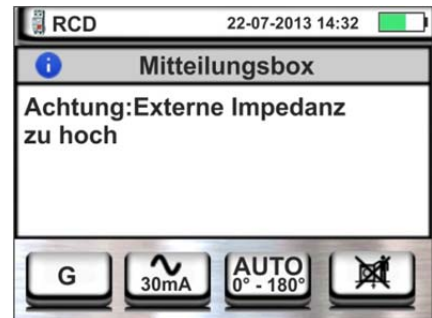 RCD
22-07-2013 14:32
Mitteilungsbox
Achtung:Externe Impedanz
zu hoch
G
30mA
AUTO
0° - 180°